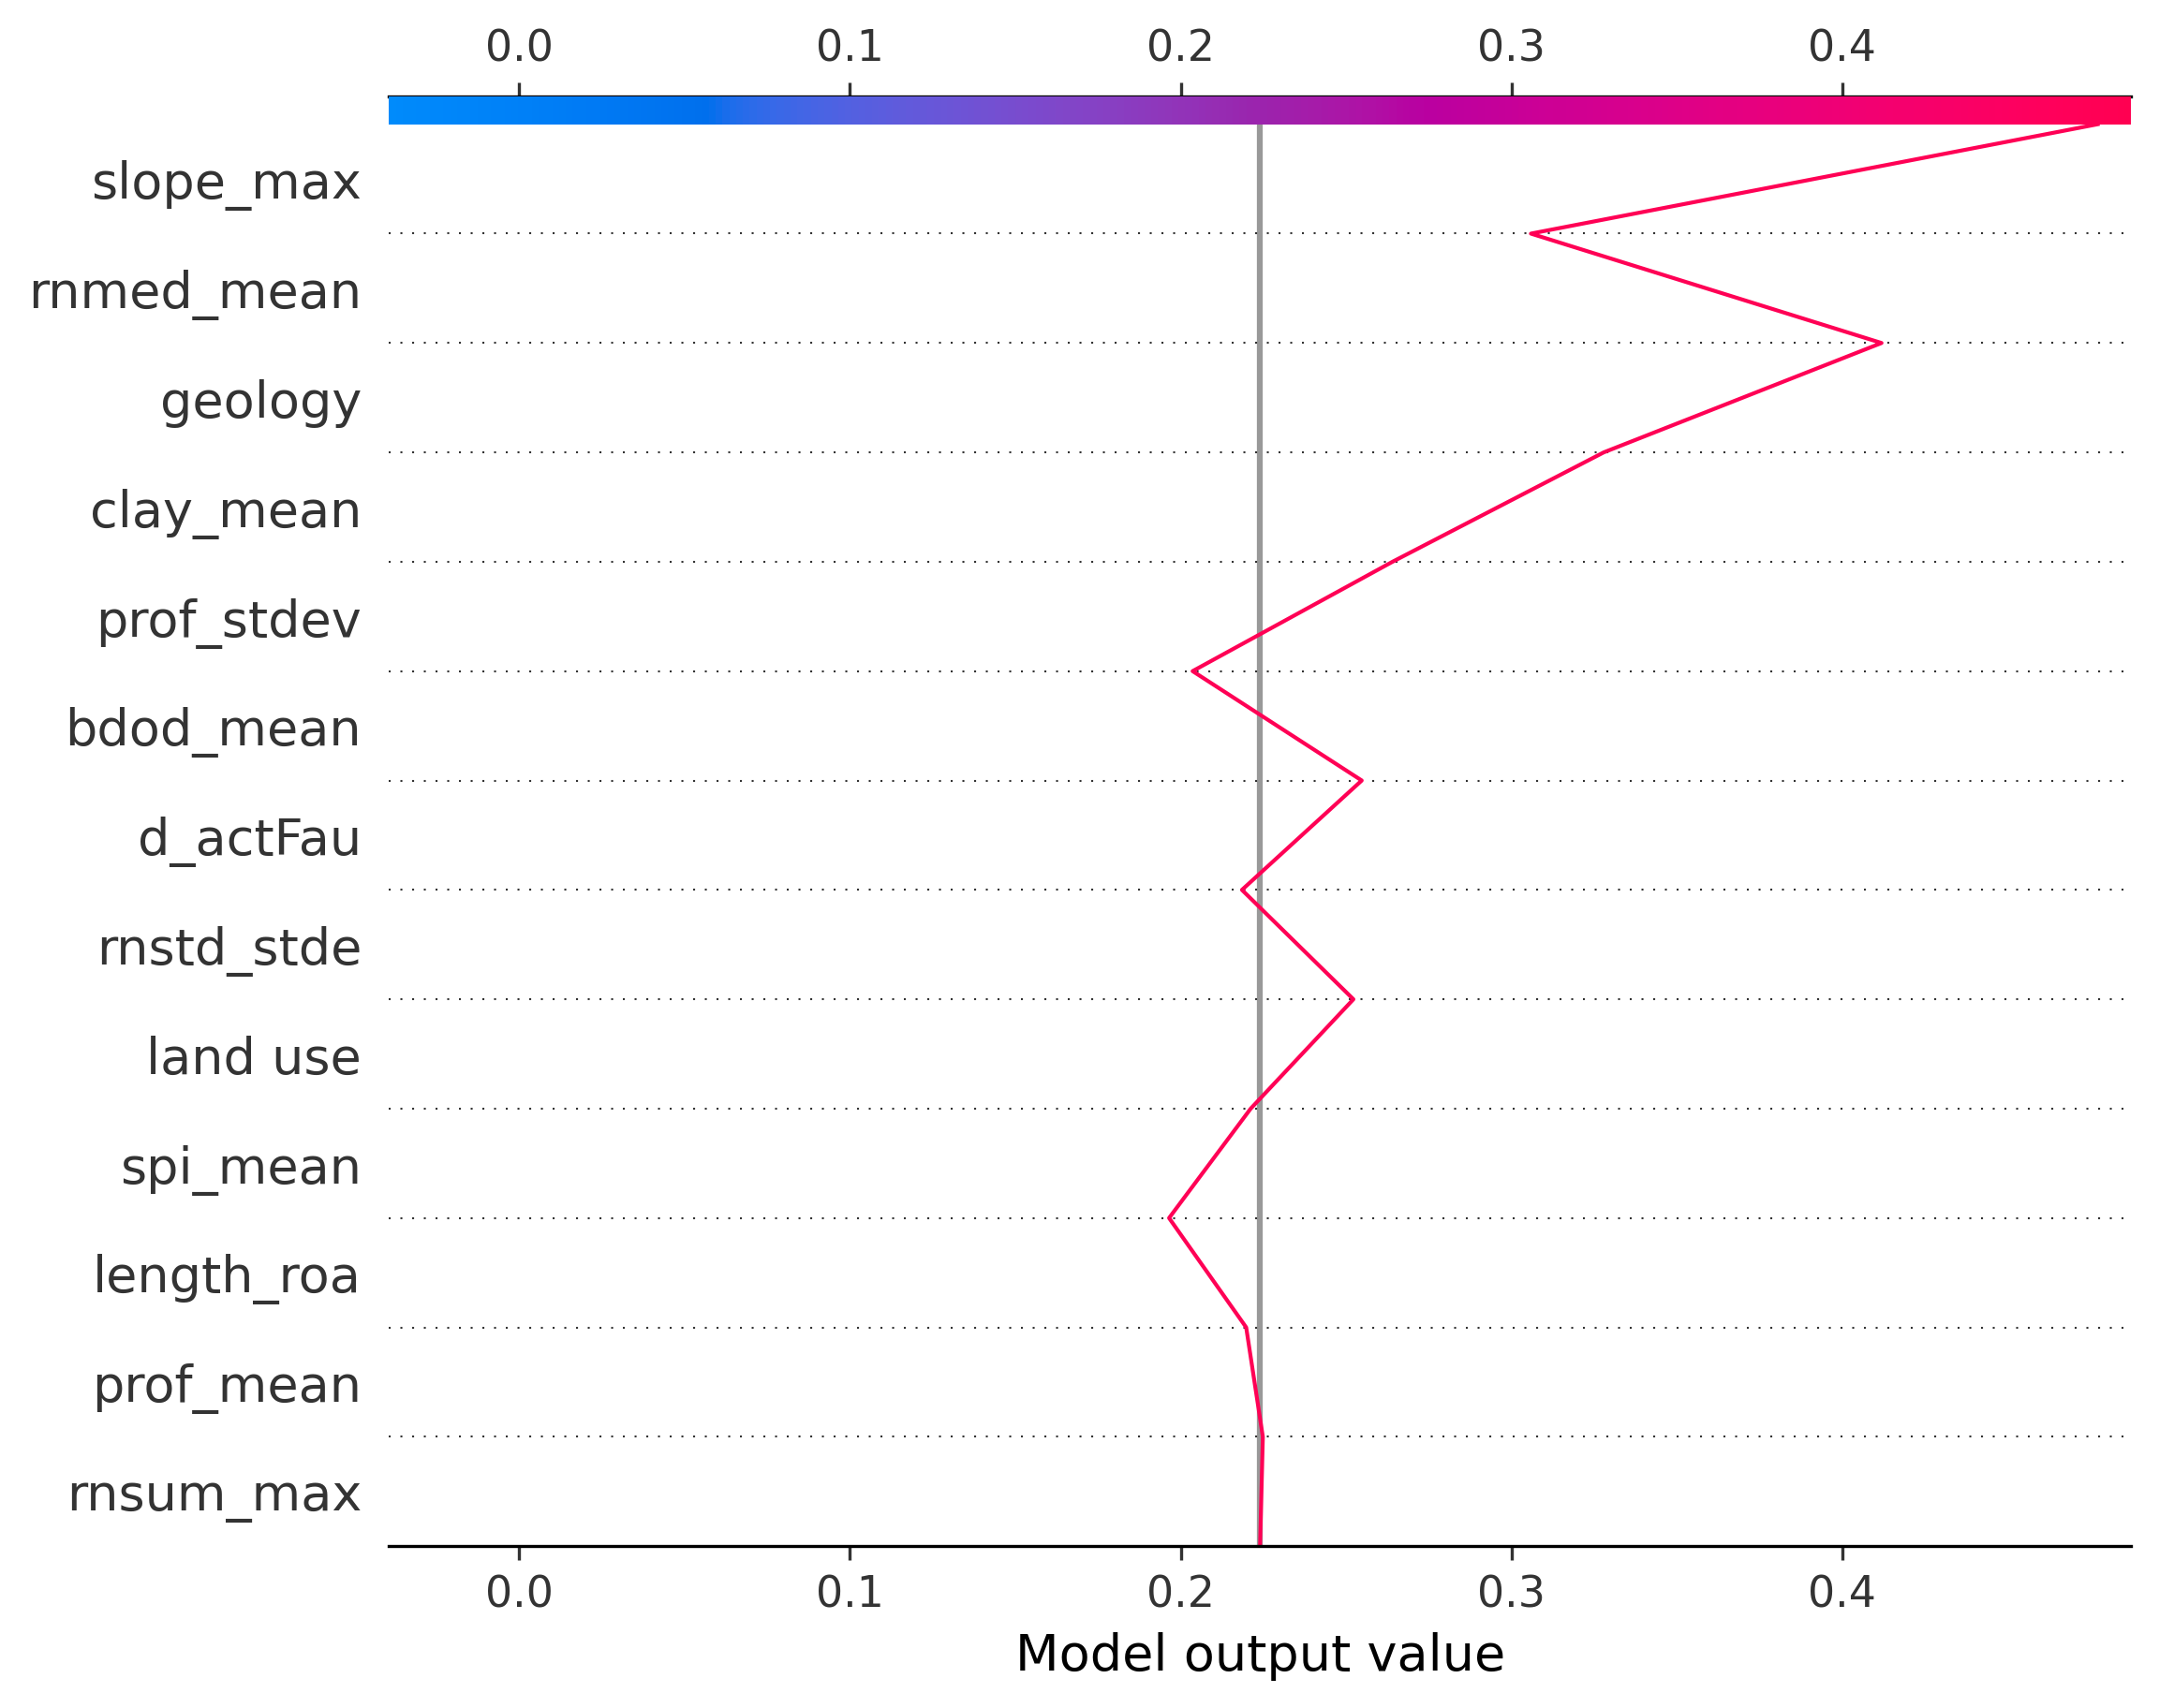 0.0 0.1 0.2 0.3 0.4
slope_max
rnmed_mean
geology
clay_mean
prof_stdev
bdod_mean
d_actFau
rnstd_stde
land use
spi_mean
length_roa
prof_mean
rnsum_max
0.0 0.1 0.2 0.3 0.4
Model output value